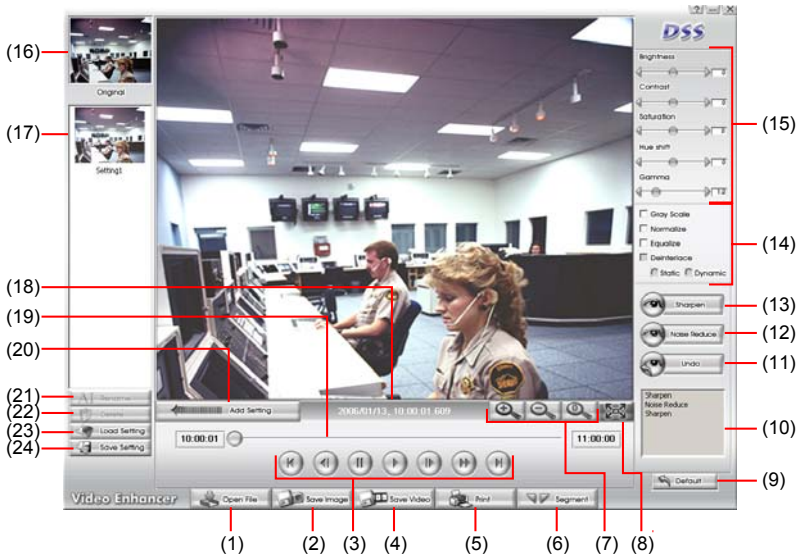 DSS
(16)
Original
(17)
Setting1
Brightness
Contrast
Saturation
Hue shift
Gamma
(15)
Gray Scale
Normalize
Equalize
Deinterlace
Static Dynamic
(14)
(18)
(19)
(20)
Sharpen
(13)
Noise Reduce
(12)
Undo
(11)
(21)
Rename
(22)
Delete
(23)
Load Setting
(24)
Save Setting
Add Setting
2006/01/13, 10:00:01.609
Sharpen
Noise Reduce
Sharpen
(10)
10:00:01
11:00:00
Default
(9)
Video Enhancer
Open File
Save Image
Save Video
Print
Segment
(1)
(2)
(3)
(4)
(5)
(6)
(7)
(8)